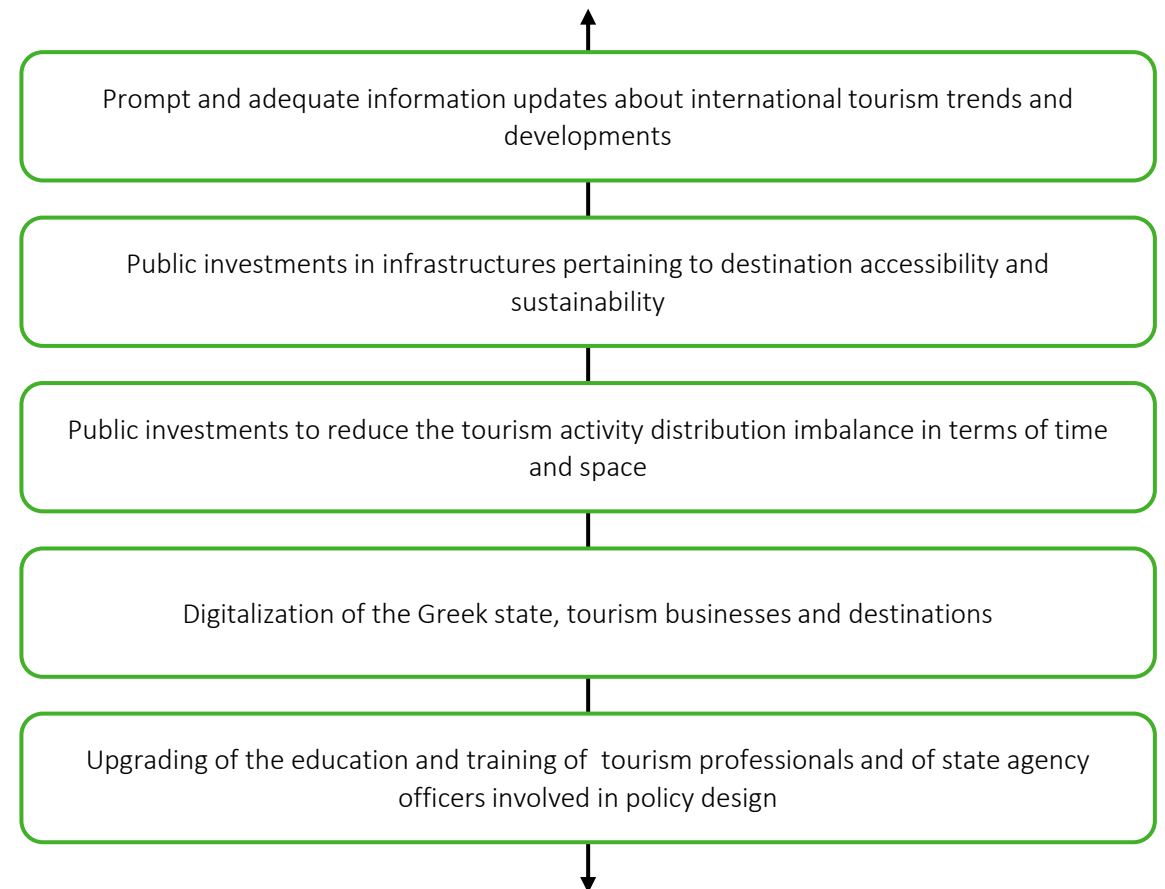 Prompt and adequate information updates about international tourism trends and
developments
Public investments in infrastructures pertaining to destination accessibility and
sustainability
Public investments to reduce the tourism activity distribution imbalance in terms of time
and space
Digitalization of the Greek state, tourism businesses and destinations
Upgrading of the education and training of  tourism professionals and of state agency
officers involved in policy design